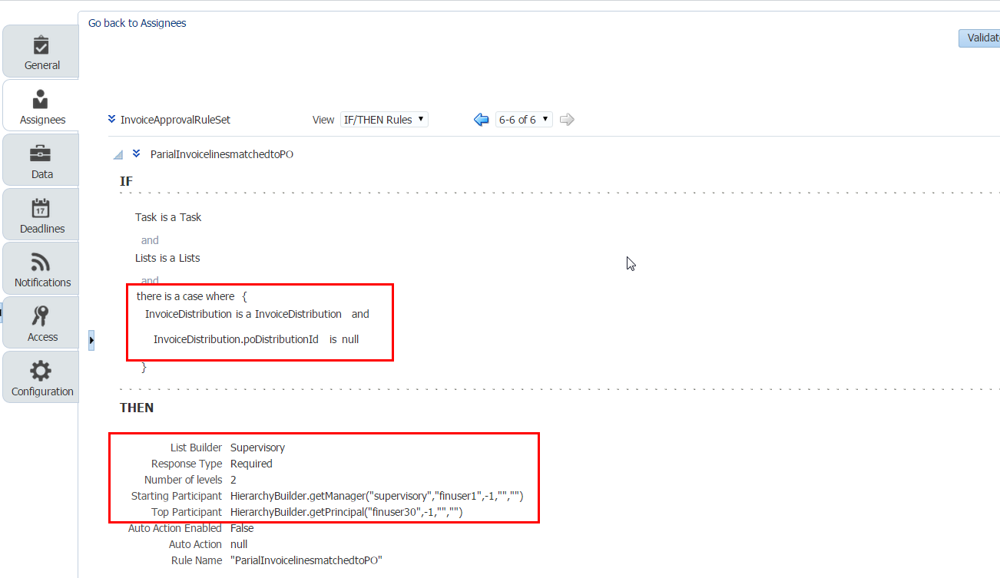 Go back to Assignees
Validat
General
Assignees
Data
17
Deadlines
Notifications
Access
Configuration
InvoiceApprovalRuleSet View IF/THEN Rules 6-6 of 6
ParialInvoicelinesmatchedtoPO
IF
Task is a Task
and
Lists is a Lists
and
there is a case where {
InvoiceDistribution is a InvoiceDistribution and
InvoiceDistribution.poDistributionId is null
}
THEN
List Builder Supervisory
Response Type Required
Number of levels 2
Starting Participant HierarchyBuilder.getManager("supervisory","finuser1",-1,"","")
Top Participant HierarchyBuilder.getPrincipal("finuser30",-1,"","")
Auto Action Enabled False
Auto Action null
Rule Name "ParialInvoicelinesmatchedtoPO"